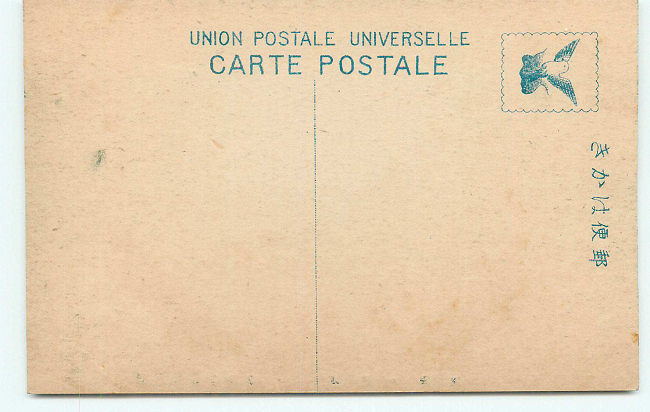 UNION POSTALE UNIVERSELLE
CARTE POSTALE
きかは便郵